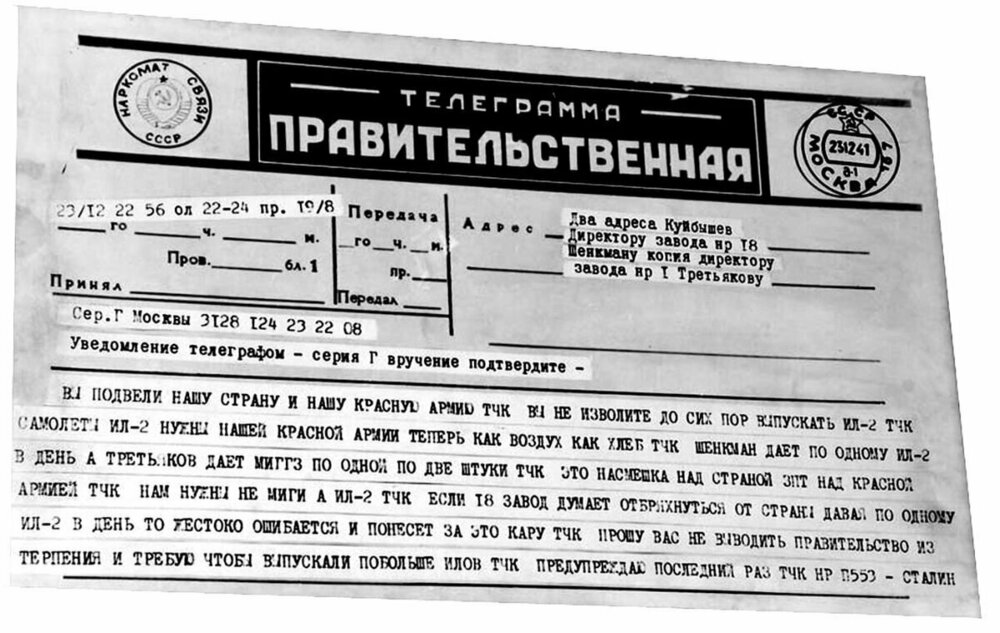 НАРКОМАТ СВЯЗИ
СССР
ТЕЛЕГРАММА
ПРАВИТЕЛЬСТВЕННАЯ
СССР
231241
8-1
МОСКВА
23/12 22 56 ол 22-24 пр. 19/8
го ч. м.
Пров. бл. 1
Принял
Передача
го ч. м.
пр.
Передал
Адрес
Два адреса Куйбышев
Директору завода нр 18
Шенкману копия директору
завода нр 1 Третьякову
Сер.Г Москвы 3128 124 23 22 08
Уведомление телеграфом - серия Г вручение подтвердите -
ВЫ ПОДВЕЛИ НАШУ СТРАНУ И НАШУ КРАСНУЮ АРМИЮ ТЧК ВЫ НЕ ИЗВОЛИТЕ ДО СИХ ПОР ВЫПУСКАТЬ ИЛ-2 ТЧК
САМОЛЕТЫ ИЛ-2 НУЖНЫ НАШЕЙ КРАСНОЙ АРМИИ ТЕПЕРЬ КАК ВОЗДУХ КАК ХЛЕБ ТЧК ШЕНКМАН ДАЕТ ПО ОДНОМУ ИЛ-2
В ДЕНЬ А ТРЕТЬЯКОВ ДАЕТ МИГГЗ ПО ОДНОЙ ПО ДВЕ ШТУКИ ТЧК ЭТО НАСМЕШКА НАД СТРАНОЙ ЗПТ НАД КРАСНОЙ
АРМИЕЙ ТЧК НАМ НУЖНЫ НЕ МИГИ А ИЛ-2 ТЧК ЕСЛИ 18 ЗАВОД ДУМАЕТ ОТБРЯХНУТЬСЯ ОТ СТРАНЫ ДАВАЯ ПО ОДНОМУ
ИЛ-2 В ДЕНЬ ТО ЖЕСТОКО ОШИБАЕТСЯ И ПОНЕСЕТ ЗА ЭТО КАРУ ТЧК ПРОШУ ВАС НЕ ВЫВОДИТЬ ПРАВИТЕЛЬСТВО ИЗ
ТЕРПЕНИЯ И ТРЕБУЮ ЧТОБЫ ВЫПУСКАЛИ ПОБОЛЬШЕ ИЛОВ ТЧК ПРЕДУПРЕЖДАЮ ПОСЛЕДНИЙ РАЗ ТЧК НР П553 - СТАЛИН